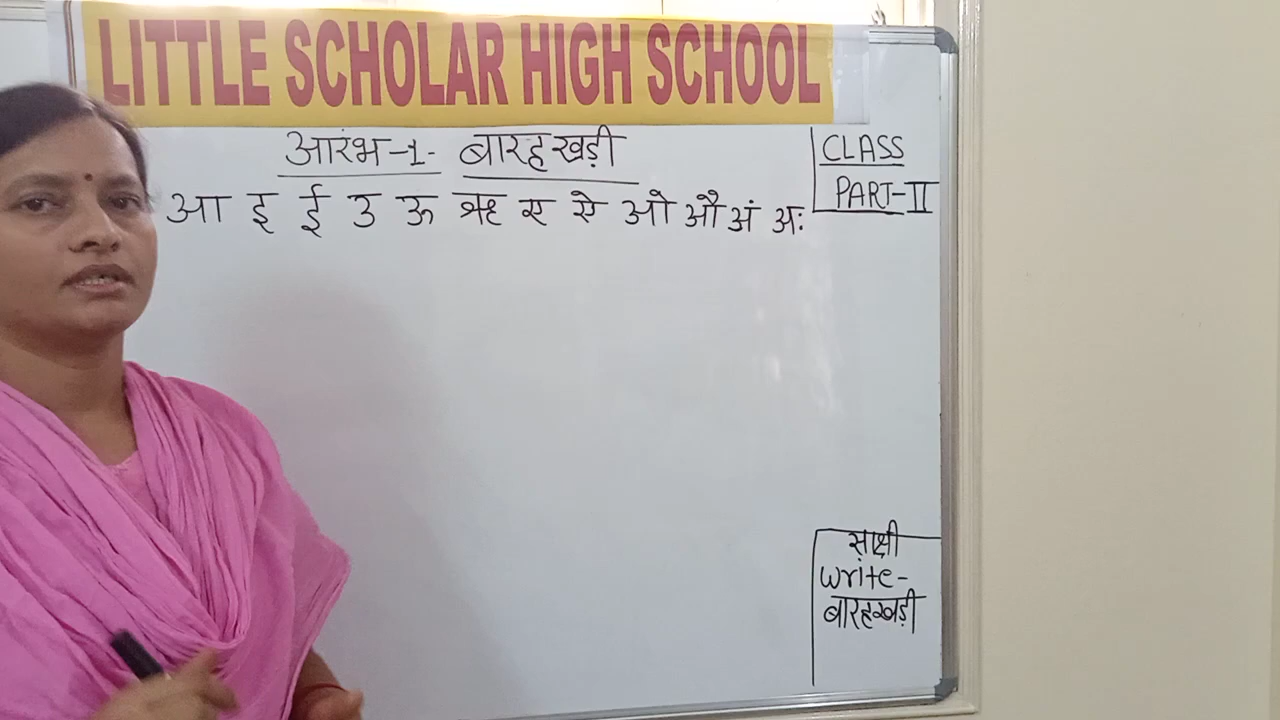 LITTLE SCHOLAR HIGH SCHOOL
आरंभ-1- बारहखड़ी
CLASS
PART-II
आ इ ई उ ऊ ऋ ए ऐ ओ औ अं अः
साक्षी
write-
बारहखड़ी